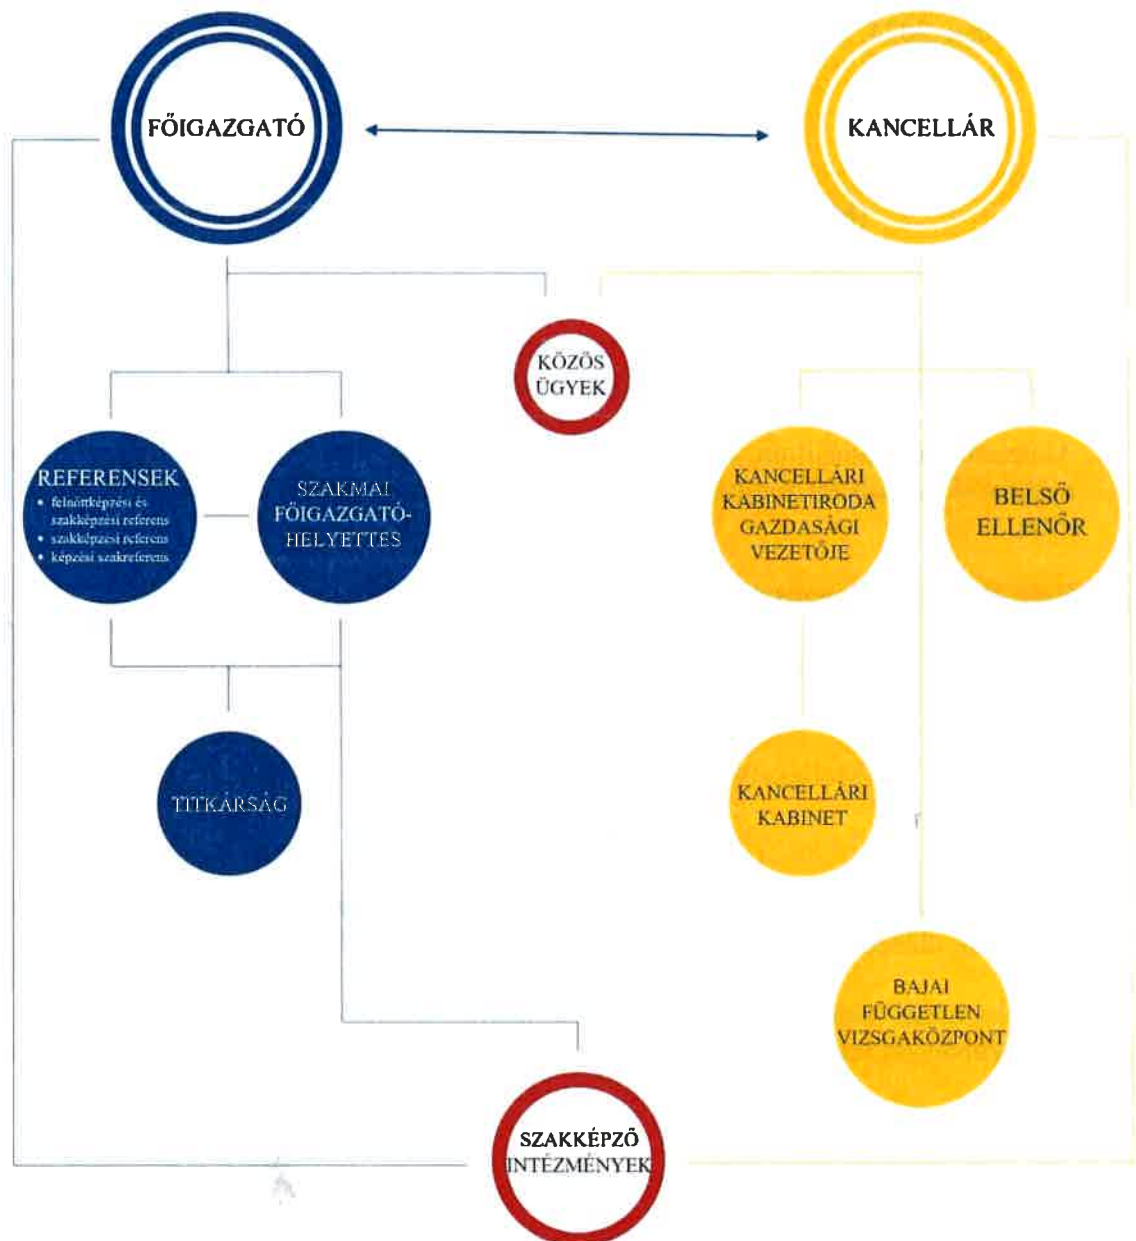 FŐIGAZGATÓ
KANCELLÁR
KÖZÖS
ÜGYEK
REFERENSEK
• felnőttképzési és
szakképzési referens
• szakképzési referens
• képzési szakreferens
SZAKMAI
FŐIGAZGATÓ-
HELYETTES
KANCELLÁRI
KABINETIRODA
GAZDASÁGI
VEZETŐJE
BELSŐ
ELLENŐR
TITKÁRSÁG
KANCELLÁRI
KABINET
BAJAI
FÜGGETLEN
VIZSGAKÖZPONT
SZAKKÉPZŐ
INTÉZMÉNYEK